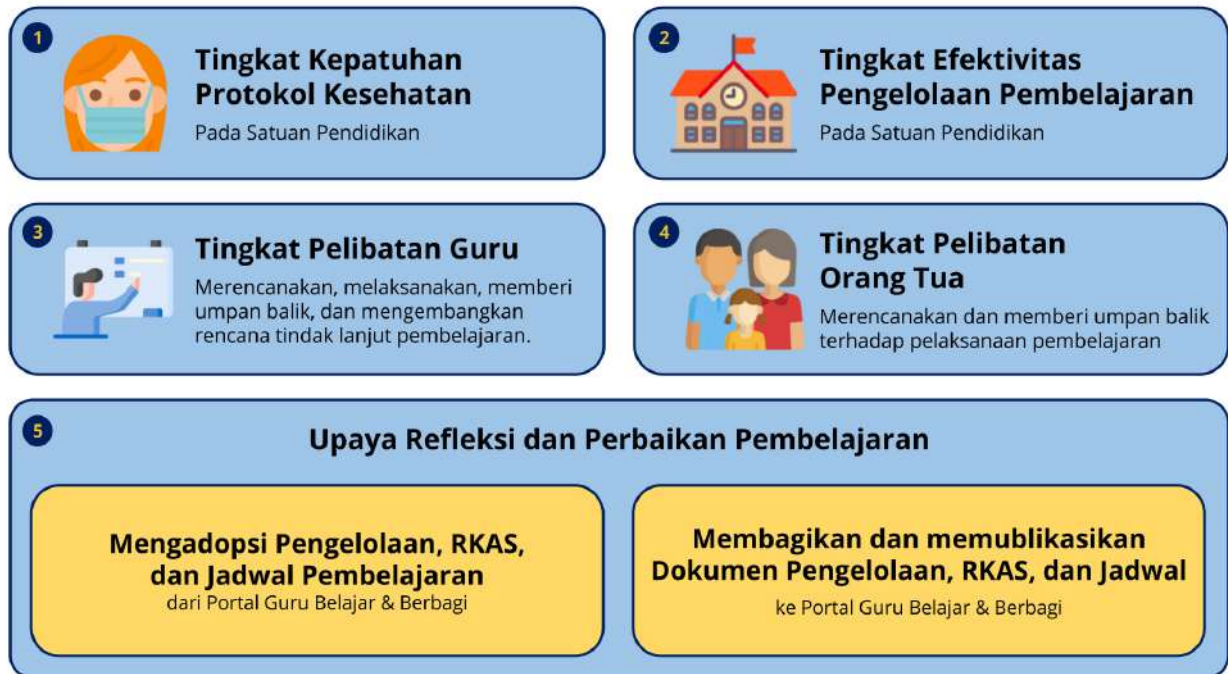 1
Tingkat Kepatuhan
Protokol Kesehatan
Pada Satuan Pendidikan
2
Tingkat Efektivitas
Pengelolaan Pembelajaran
Pada Satuan Pendidikan
3
Tingkat Pelibatan Guru
Merencanakan, melaksanakan, memberi
umpan balik, dan mengembangkan
rencana tindak lanjut pembelajaran.
4
Tingkat Pelibatan
Orang Tua
Merencanakan dan memberi umpan balik
terhadap pelaksanaan pembelajaran
5
Upaya Refleksi dan Perbaikan Pembelajaran
Mengadopsi Pengelolaan, RKAS,
dan Jadwal Pembelajaran
dari Portal Guru Belajar & Berbagi
Membagikan dan memublikasikan
Dokumen Pengelolaan, RKAS, dan Jadwal
ke Portal Guru Belajar & Berbagi